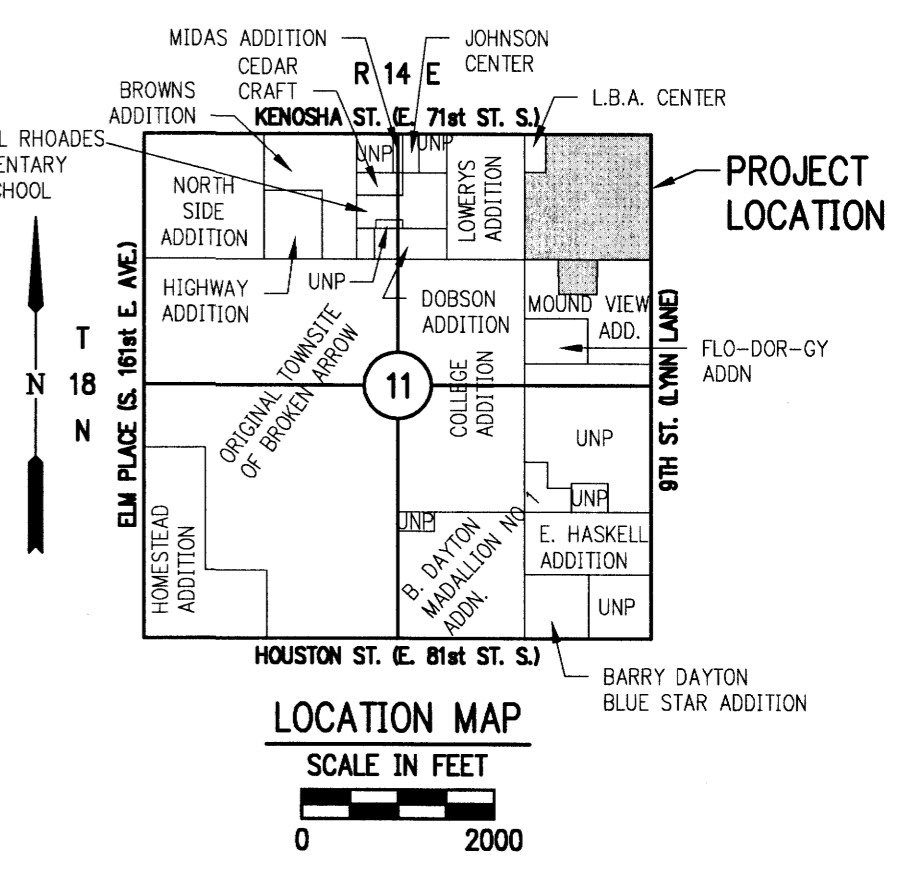 MIDAS ADDITION
JOHNSON
CENTER
CEDAR
CRAFT
R 14 E
BROWNS
ADDITION
L.B.A. CENTER
KENOSHA ST. (E. 71st ST. S.)
L RHOADES
ENTARY
CHOOL
UNP
UNP
PROJECT
LOCATION
NORTH
SIDE
ADDITION
LOWERYS
ADDITION
HIGHWAY
ADDITION
UNP
DOBSON
ADDITION
MOUND VIEW
ADD.
FLO-DOR-GY
ADDN
T
N 18
N
ELM PLACE (S. 161st E. AVE.)
ORIGINAL TOWNSITE
OF BROKEN ARROW
11
COLLEGE
ADDITION
9TH ST. (LYNN LANE)
UNP
UNP
UNP
B. DAYTON
MADALLION NO 1
ADDN.
E. HASKELL
ADDITION
HOMESTEAD
ADDITION
UNP
HOUSTON ST. (E. 81st ST. S.)
BARRY DAYTON
BLUE STAR ADDITION
LOCATION MAP
SCALE IN FEET
0 2000